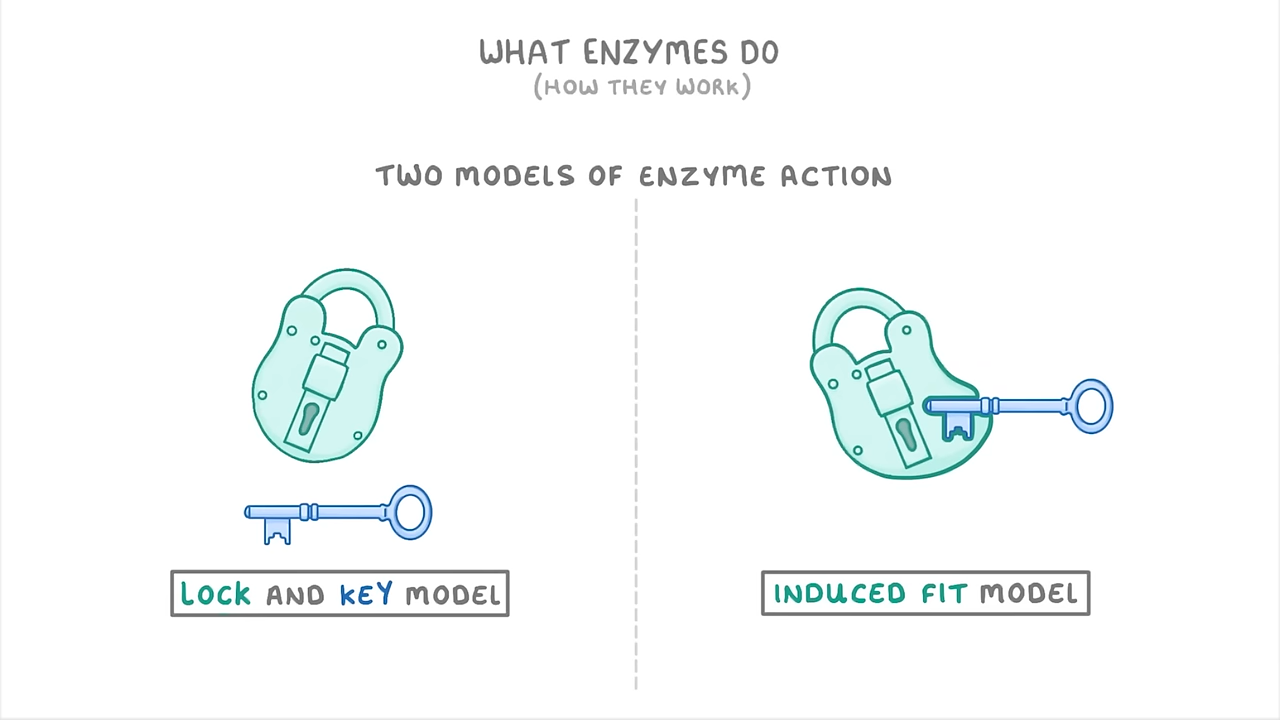 WHAT ENZYMES DO
(HOW THEY WORK)
TWO MODELS OF ENZYME ACTION
LOCK AND KEY MODEL
INDUCED FIT MODEL